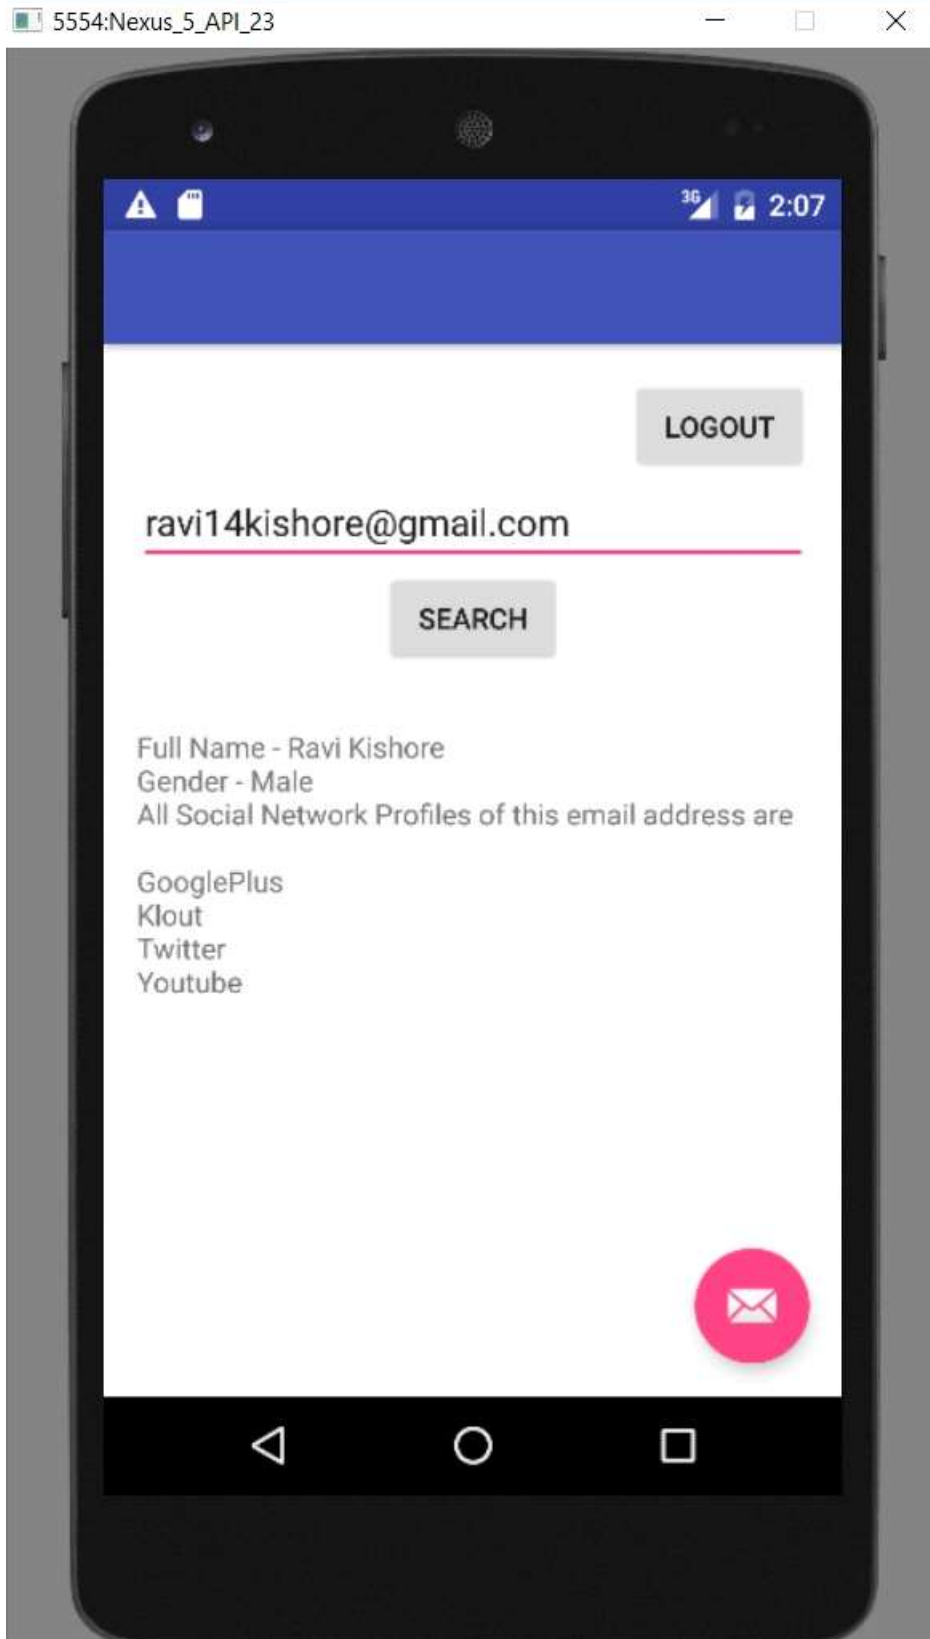 5554:Nexus_5_API_23
3G 2:07
LOGOUT
ravi14kishore@gmail.com
SEARCH
Full Name - Ravi Kishore
Gender - Male
All Social Network Profiles of this email address are
GooglePlus
Klout
Twitter
Youtube